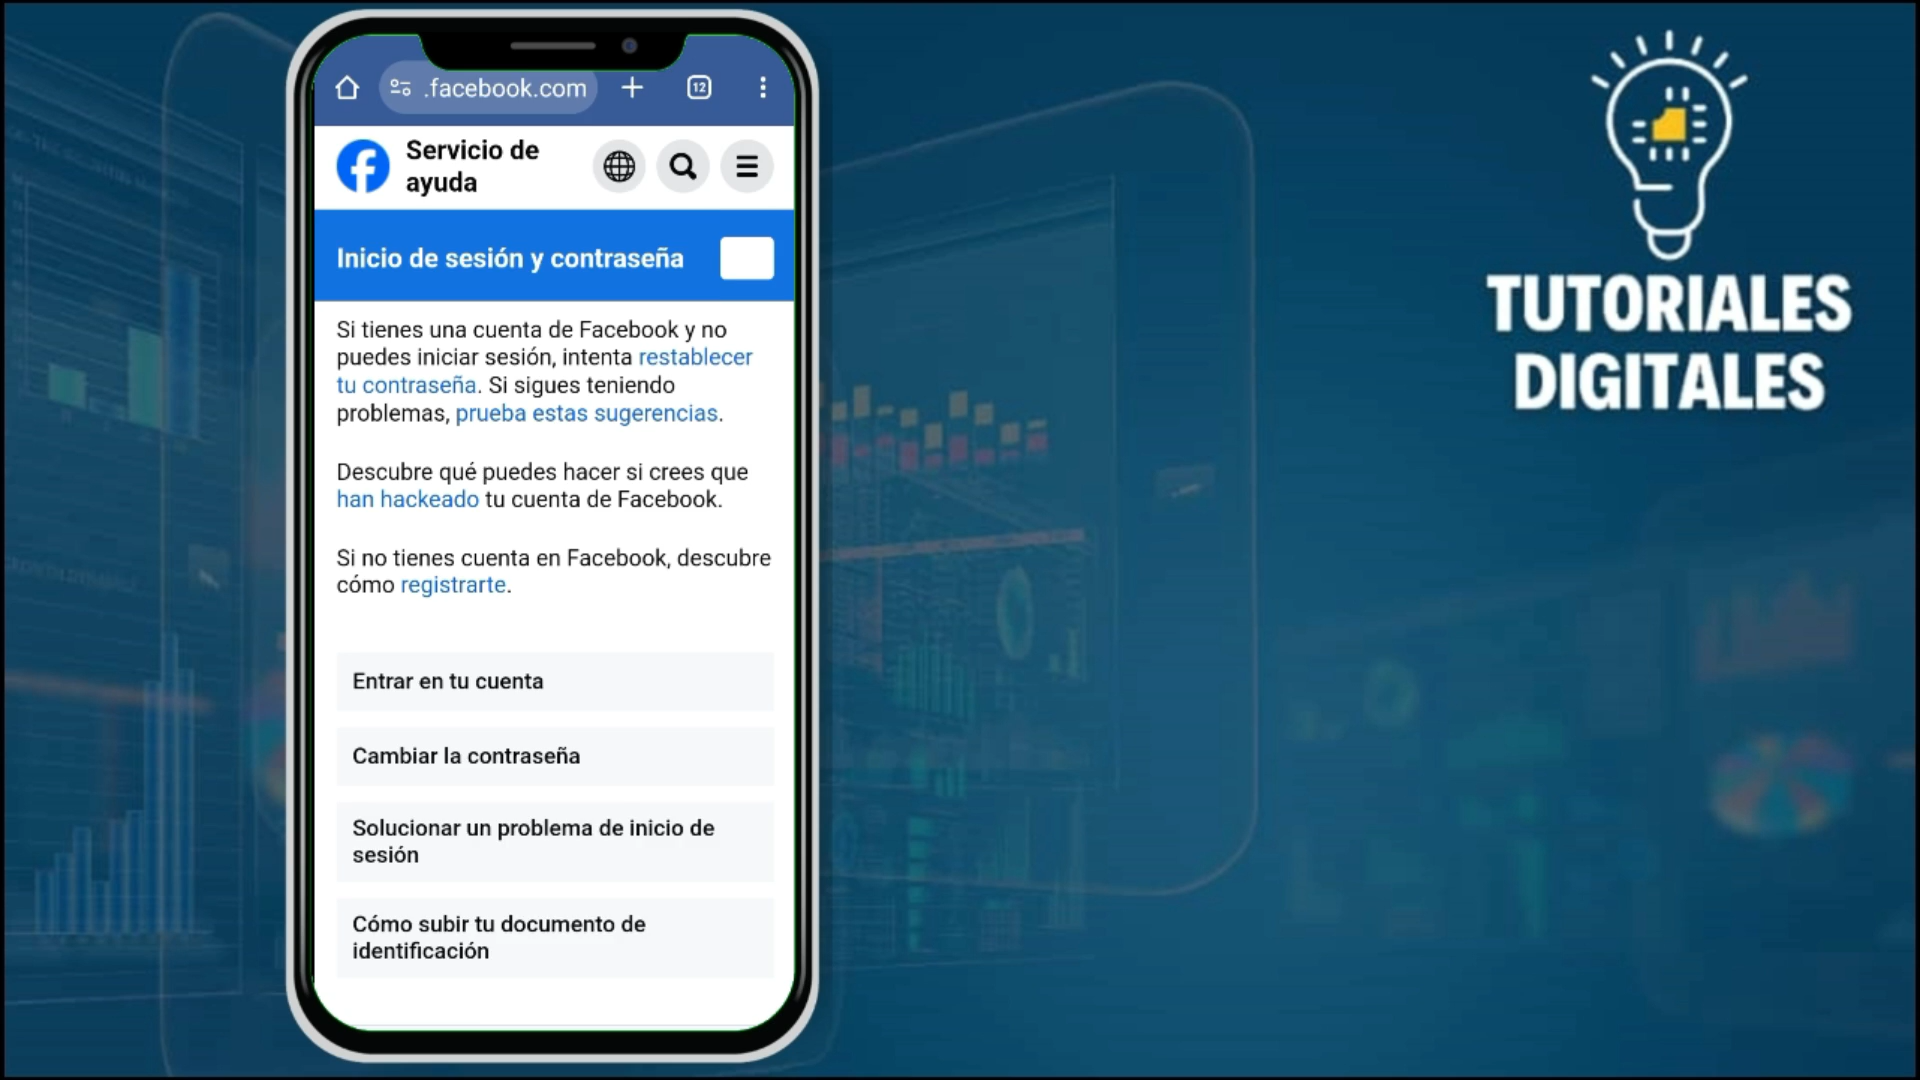 .facebook.com
12
Servicio de
ayuda
Inicio de sesión y contraseña
Si tienes una cuenta de Facebook y no
puedes iniciar sesión, intenta restablecer
tu contraseña. Si sigues teniendo
problemas, prueba estas sugerencias.
Descubre qué puedes hacer si crees que
han hackeado tu cuenta de Facebook.
Si no tienes cuenta en Facebook, descubre
cómo registrarte.
Entrar en tu cuenta
Cambiar la contraseña
Solucionar un problema de inicio de
sesión
Cómo subir tu documento de
identificación
TUTORIALES
DIGITALES